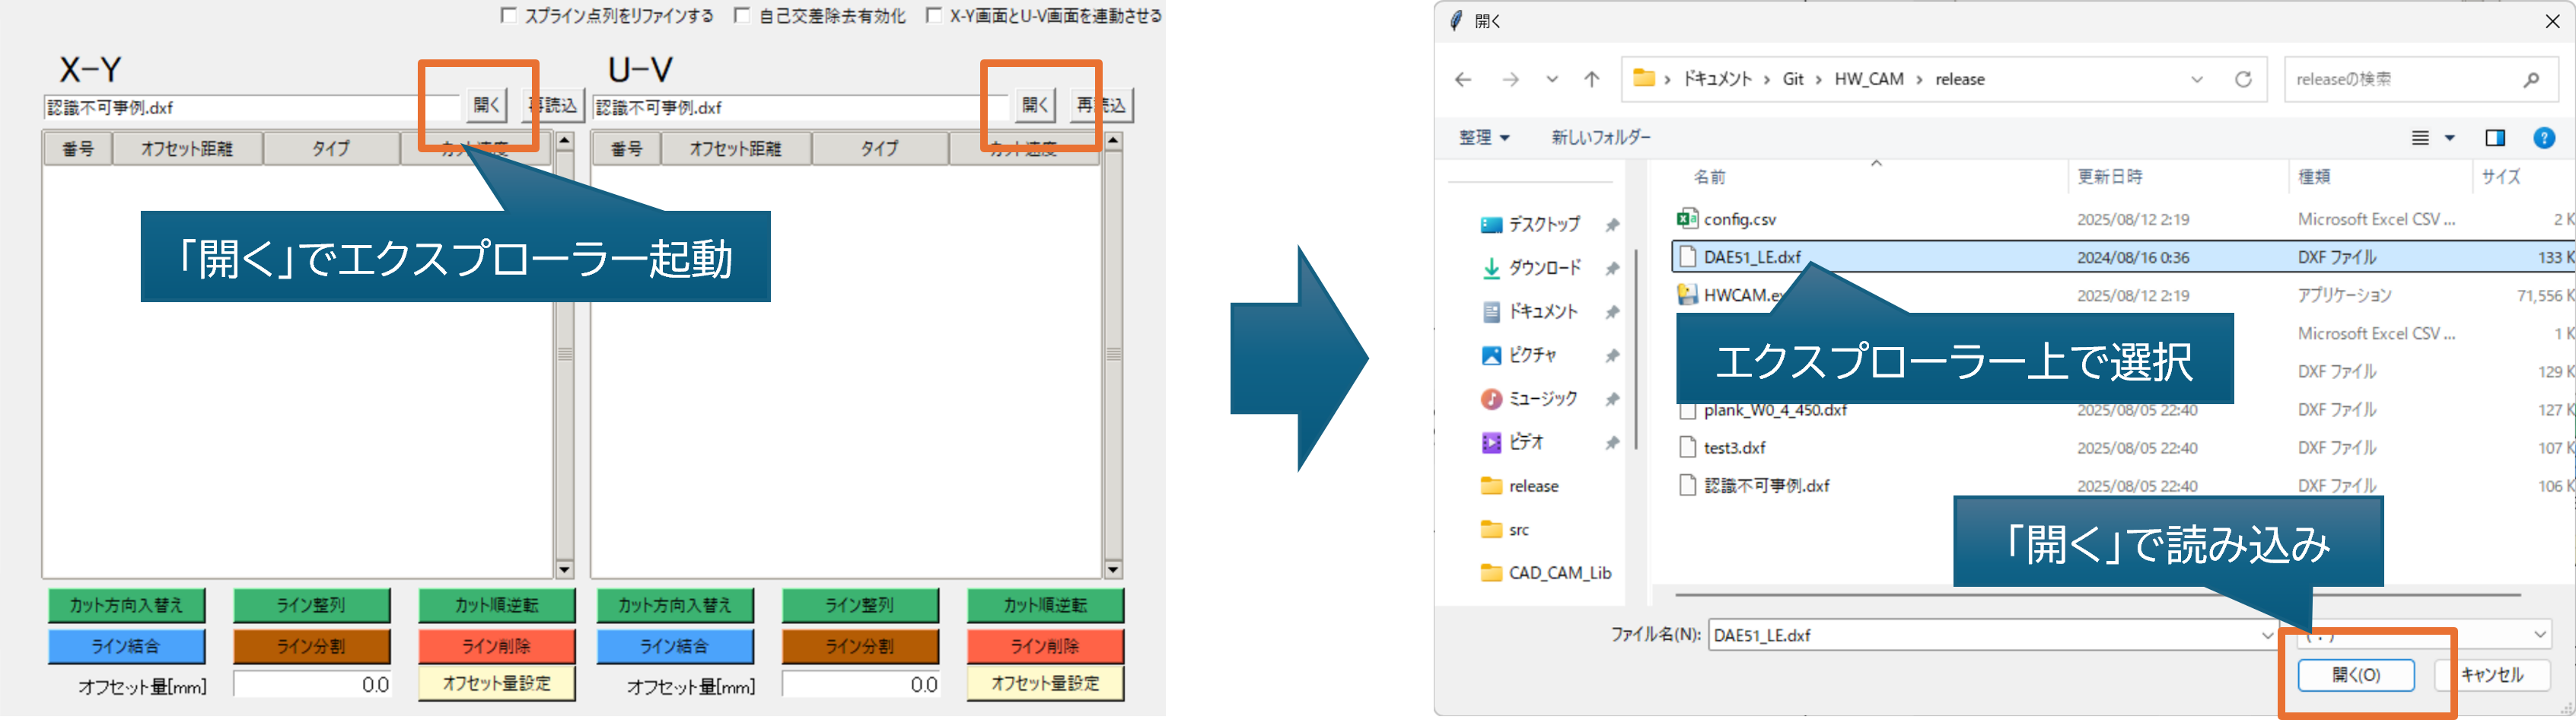 スプライン点列をリファインする 自己交差除去有効化 X-Y画面とU-V画面を連動させる
X-Y
認識不可事例.dxf 開く 再読込
番号 オフセット距離 タイプ カット速度
U-V
認識不可事例.dxf 開く 再読込
番号 オフセット距離 タイプ カット速度
「開く」でエクスプローラー起動
カット方向入替え ライン整列 カット順逆転
ライン結合 ライン分割 ライン削除
オフセット量[mm] 0.0 オフセット量設定
カット方向入替え ライン整列 カット順逆転
ライン結合 ライン分割 ライン削除
オフセット量[mm] 0.0 オフセット量設定
開く
ドキュメント › Git › HW_CAM › release
releaseの検索
整理 新しいフォルダー
デスクトップ
ダウンロード
ドキュメント
ピクチャ
ミュージック
ビデオ
release
src
CAD_CAM_Lib
名前 更新日時 種類 サイズ
config.csv 2025/08/12 2:19 Microsoft Excel CSV ... 2 K
DAE51_LE.dxf 2024/08/16 0:36 DXF ファイル 133 K
HWCAM.e 2025/08/12 2:19 アプリケーション 71,556 K
Microsoft Excel CSV ... 1 K
DXF ファイル 129 K
plank_W0_4_450.dxf 2025/08/05 22:40 DXF ファイル 127 K
test3.dxf 2025/08/05 22:40 DXF ファイル 107 K
認識不可事例.dxf 2025/08/05 22:40 DXF ファイル 106 K
エクスプローラー上で選択
「開く」で読み込み
ファイル名(N): DAE51_LE.dxf
開く(O) キャンセル